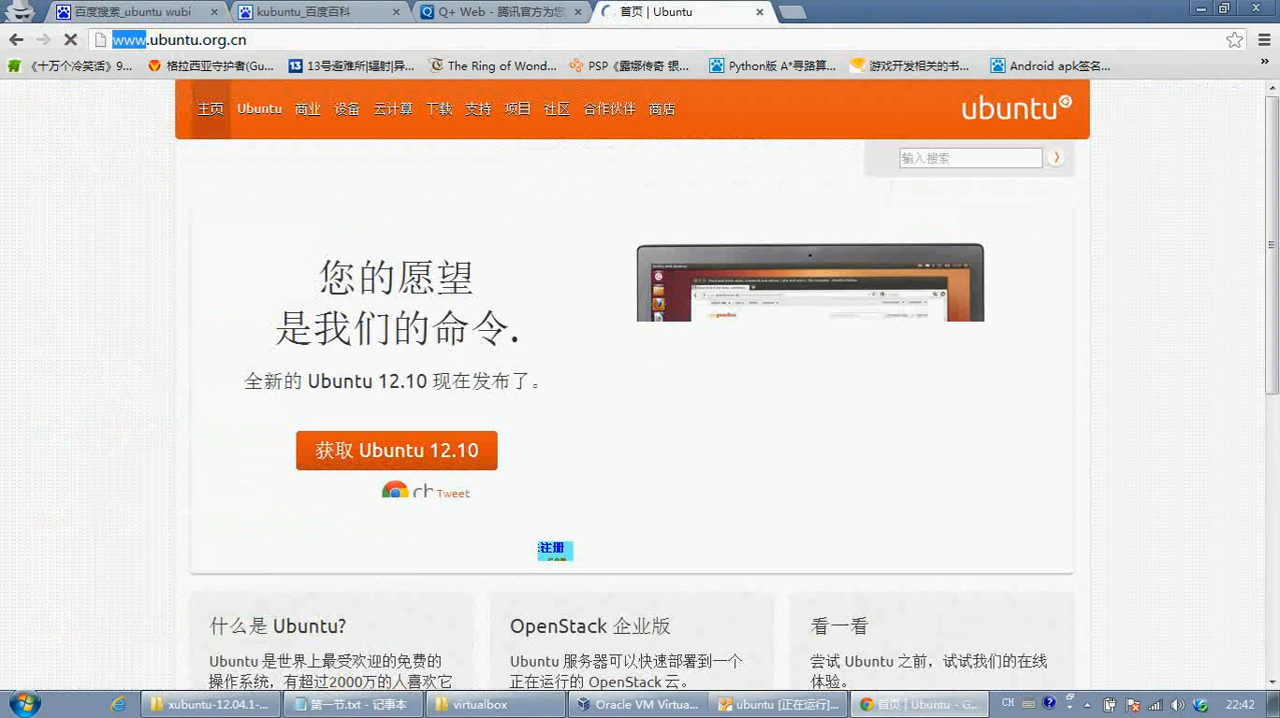 百度搜索_ubuntu wubi
kubuntu_百度百科
Q+ Web - 腾讯官方为您
首页 | Ubuntu
www.ubuntu.org.cn
《十万个冷笑话》9...
格拉西亚守护者(Gu...
13号避难所|辐射|异...
The Ring of Wond...
PSP《露娜传奇 银...
Python版 A*寻路算...
游戏开发相关的书...
Android apk签名...
主页 Ubuntu 商业 设备 云计算 下载 支持 项目 社区 合作伙伴 商店
ubuntu
输入搜索
您的愿望
是我们的命令.
全新的 Ubuntu 12.10 现在发布了。
获取 Ubuntu 12.10
ch Tweet
注册
什么是 Ubuntu?
Ubuntu 是世界上最受欢迎的免费的
操作系统，有超过2000万的人喜欢它
OpenStack 企业版
Ubuntu 服务器可以快速部署到一个
正在运行的 OpenStack 云。
看一看
尝试 Ubuntu 之前，试试我们的在线
体验。
xubuntu-12.04.1-...
第一节.txt - 记事本
virtualbox
Oracle VM Virtua...
ubuntu [正在运行]...
首页 | Ubuntu - G...
CH
22:42